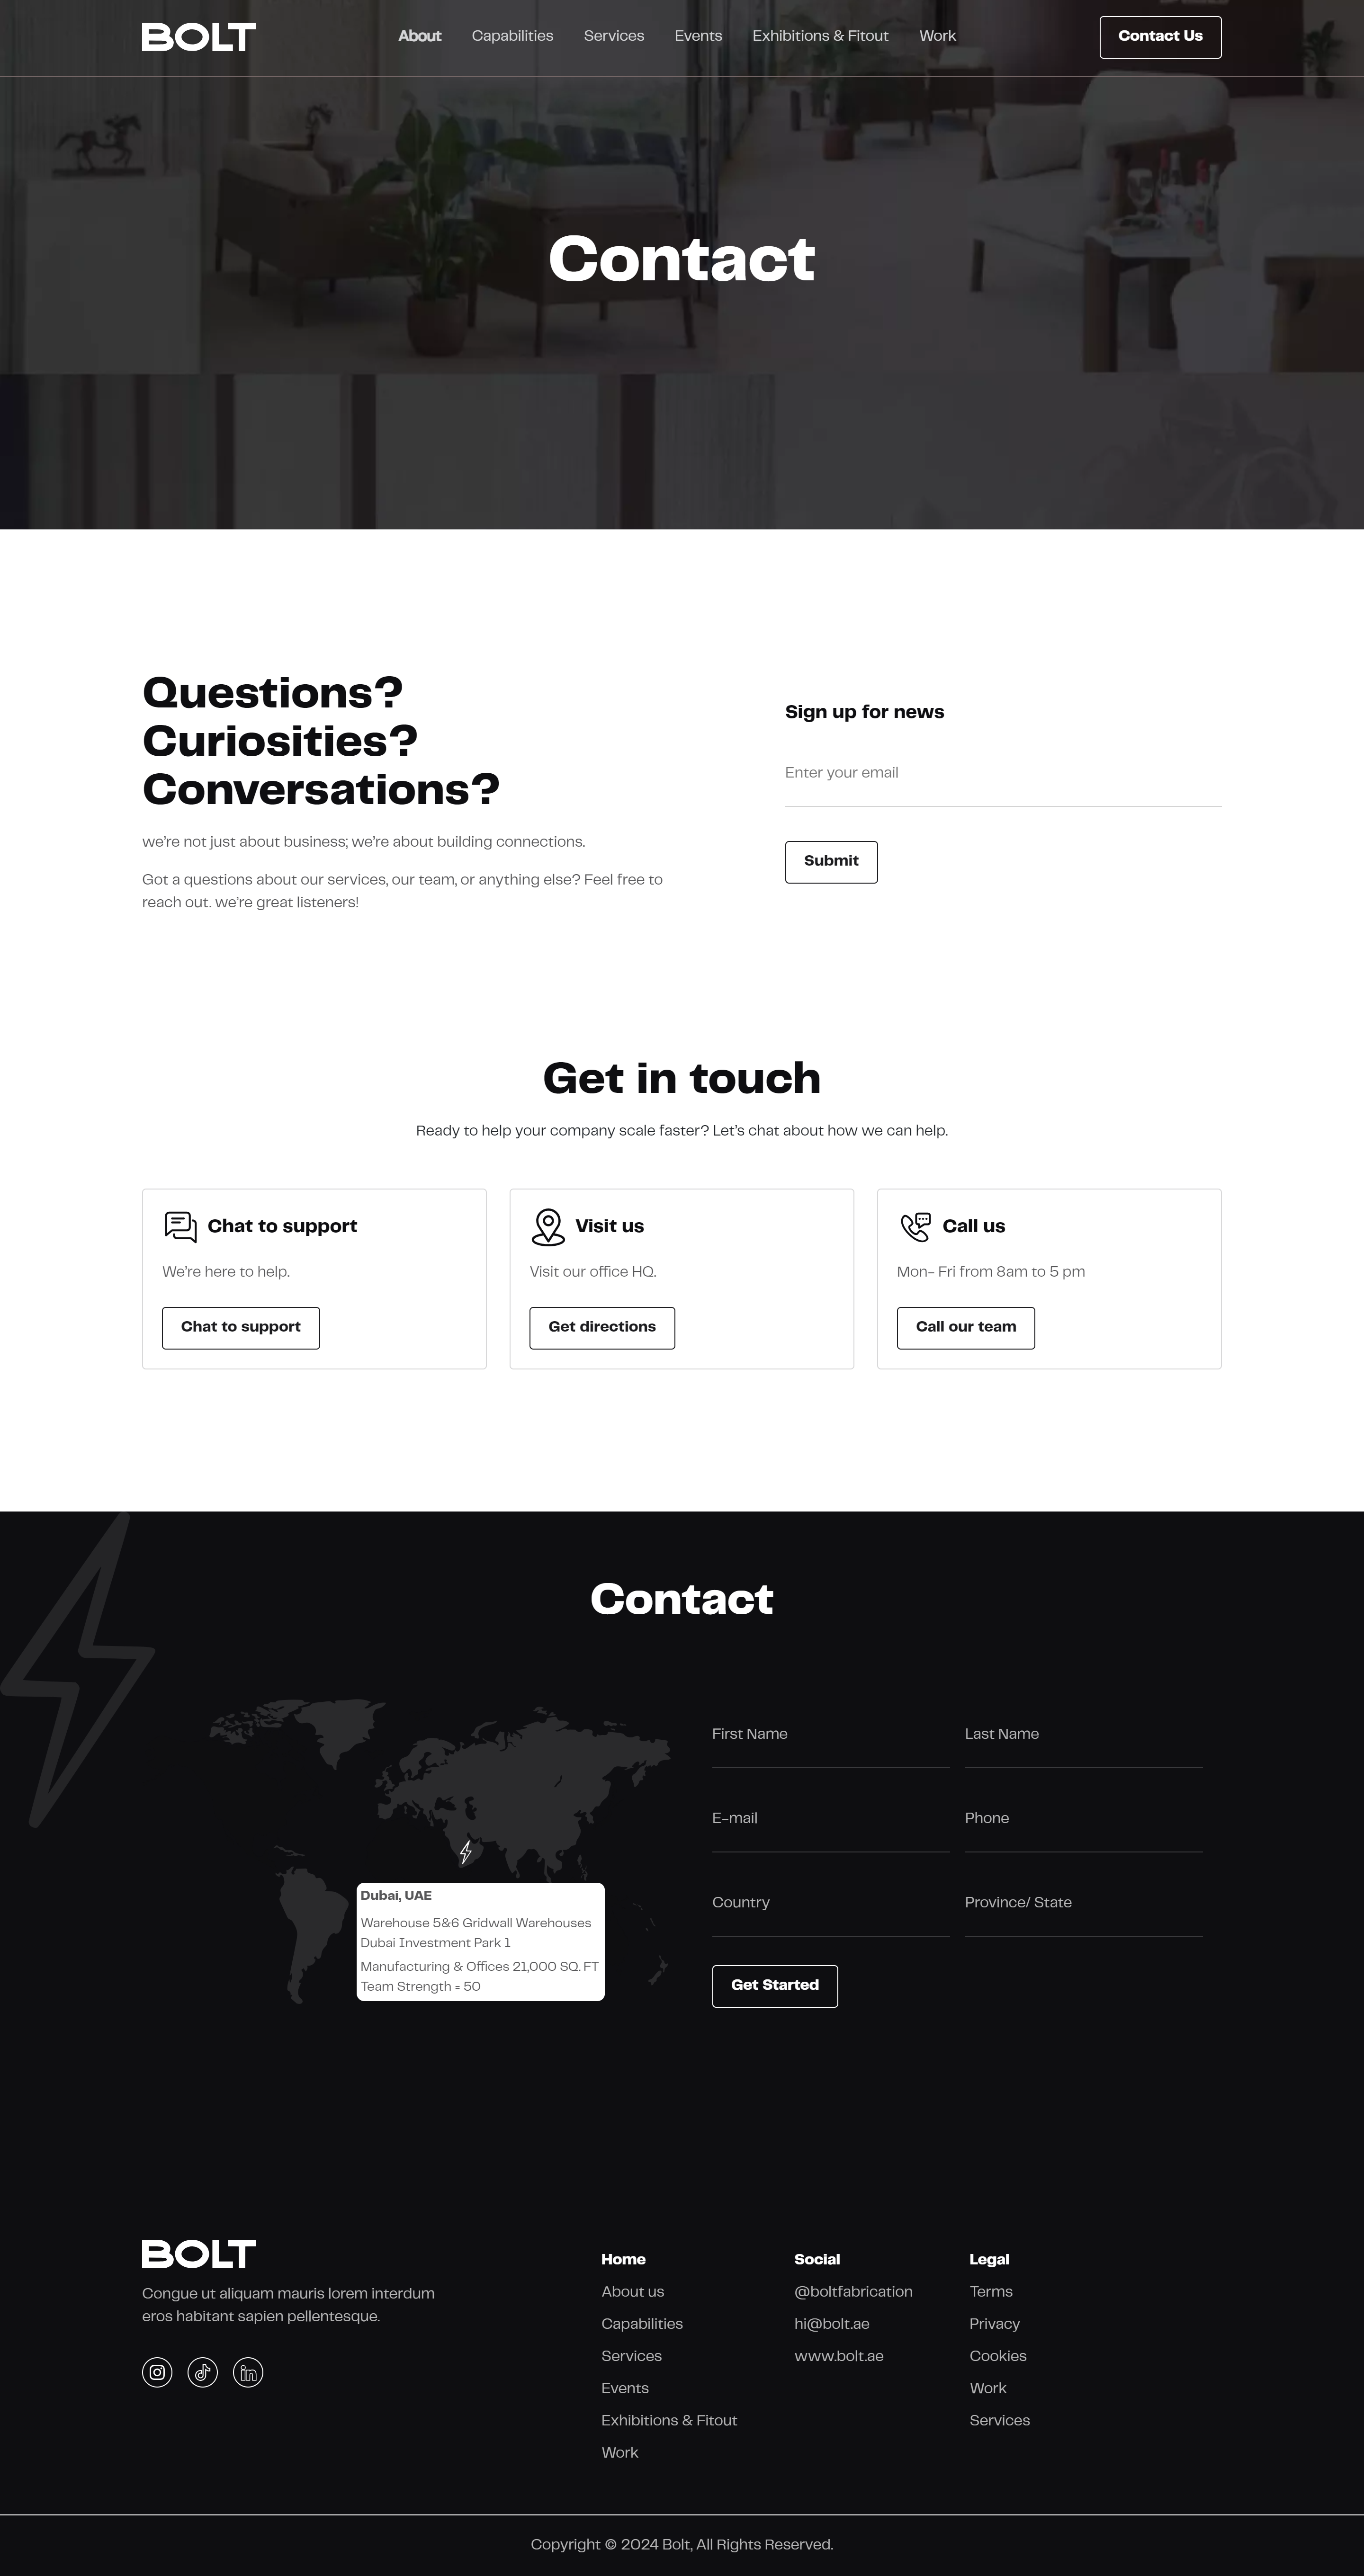 BOLT
About
Capabilities
Services
Events
Exhibitions & Fitout
Work
Contact Us
Contact
Questions?
Curiosities?
Conversations?
we're not just about business; we're about building connections.
Got a questions about our services, our team, or anything else? Feel free to
reach out. we're great listeners!
Sign up for news
Enter your email
Submit
Get in touch
Ready to help your company scale faster? Let's chat about how we can help.
Chat to support
We're here to help.
Chat to support
Visit us
Visit our office HQ.
Get directions
Call us
Mon- Fri from 8am to 5 pm
Call our team
Contact
Dubai, UAE
Warehouse 5&6 Gridwall Warehouses
Dubai Investment Park 1
Manufacturing & Offices 21,000 SQ. FT
Team Strength = 50
First Name
Last Name
E-mail
Phone
Country
Province/ State
Get Started
BOLT
Congue ut aliquam mauris lorem interdum
eros habitant sapien pellentesque.
Home
About us
Capabilities
Services
Events
Exhibitions & Fitout
Work
Social
@boltfabrication
hi@bolt.ae
www.bolt.ae
Legal
Terms
Privacy
Cookies
Work
Services
Copyright © 2024 Bolt, All Rights Reserved.